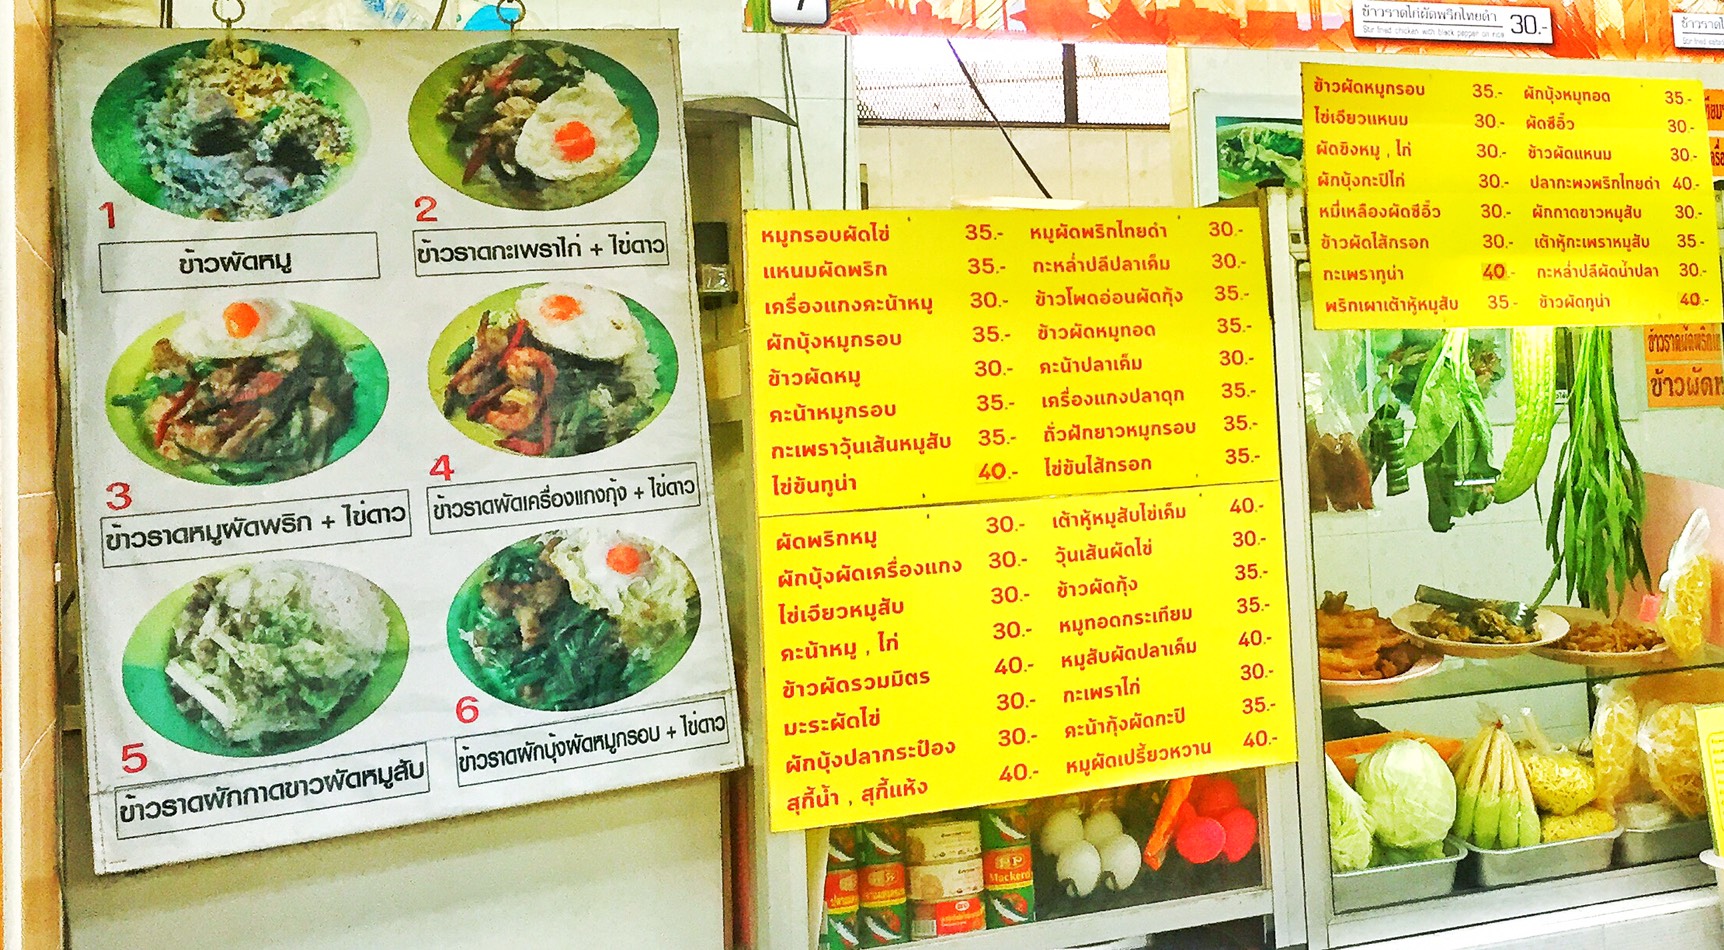 1
ข้าวผัดหมู
2
ข้าวราดกะเพราไก่ + ไข่ดาว
3
ข้าวราดหมูผัดพริก + ไข่ดาว
4
ข้าวราดผัดเครื่องแกงกุ้ง + ไข่ดาว
5
ข้าวราดผักกาดขาวผัดหมูสับ
6
ข้าวราดผักบุ้งผัดหมูกรอบ + ไข่ดาว
หมูกรอบผัดไข่ 35.- หมูผัดพริกไทยดำ 30.-
แหนมผัดพริก 35.- กะหล่ำปลีปลาเค็ม 30.-
เครื่องแกงคะน้าหมู 30.- ข้าวโพดอ่อนผัดกุ้ง 35.-
ผักบุ้งหมูกรอบ 35.- ข้าวผัดหมูทอด 35.-
ข้าวผัดหมู 30.- คะน้าปลาเค็ม 30.-
คะน้าหมูกรอบ 35.- เครื่องแกงปลาดุก 35.-
กะเพราวุ้นเส้นหมูสับ 35.- ถั่วฝักยาวหมูกรอบ 35.-
ไข่ข้นทูน่า 40.- ไข่ข้นไส้กรอก 35.-
ผัดพริกหมู 30.- เต้าหู้หมูสับไข่เค็ม 40.-
ผักบุ้งผัดเครื่องแกง 30.- วุ้นเส้นผัดไข่ 30.-
ไข่เจียวหมูสับ 30.- ข้าวผัดกุ้ง 35.-
คะน้าหมู , ไก่ 30.- หมูทอดกระเทียม 35.-
ข้าวผัดรวมมิตร 40.- หมูสับผัดปลาเค็ม 40.-
มะระผัดไข่ 30.- กะเพราไก่ 30.-
ผักบุ้งปลากระป๋อง 30.- คะน้ากุ้งผัดกะปิ 35.-
สุกี้น้ำ , สุกี้แห้ง 40.- หมูผัดเปรี้ยวหวาน 40.-
ข้าวราดไก่ผัดพริกไทยดำ 30.-
Stir fried chicken with black pepper on rice
ข้าวผัดหมูกรอบ 35.- ผักบุ้งหมูทอด 35.-
ไข่เจียวแหนม 30.- ผัดซีอิ๊ว 30.-
ผัดขิงหมู , ไก่ 30.- ข้าวผัดแหนม 30.-
ผักบุ้งกะปิไก่ 30.- ปลากะพงพริกไทยดำ 40.-
หมี่เหลืองผัดซีอิ๊ว 30.- ผักกาดขาวหมูสับ 30.-
ข้าวผัดไส้กรอก 30.- เต้าหู้กะเพราหมูสับ 35.-
กะเพราทูน่า 40.- กะหล่ำปลีผัดน้ำปลา 30.-
พริกเผาเต้าหู้หมูสับ 35.- ข้าวผัดทูน่า 40.-